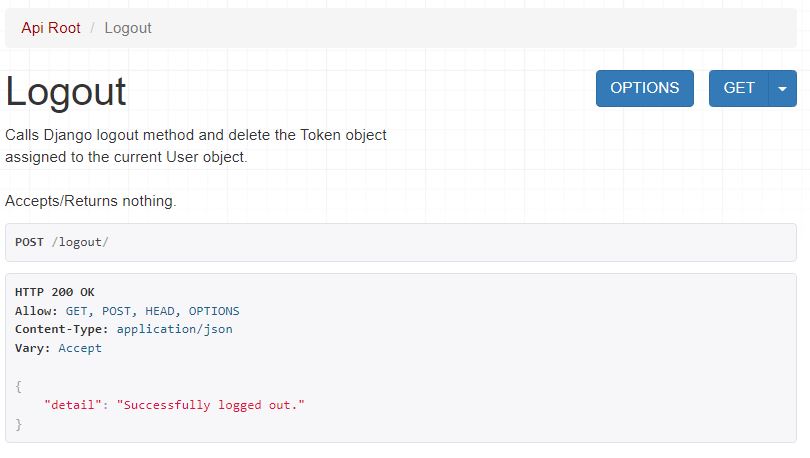 Api Root / Logout
Logout
OPTIONS
GET
Calls Django logout method and delete the Token object
assigned to the current User object.
Accepts/Returns nothing.
POST /logout/
HTTP 200 OK
Allow: GET, POST, HEAD, OPTIONS
Content-Type: application/json
Vary: Accept
{
    "detail": "Successfully logged out."
}